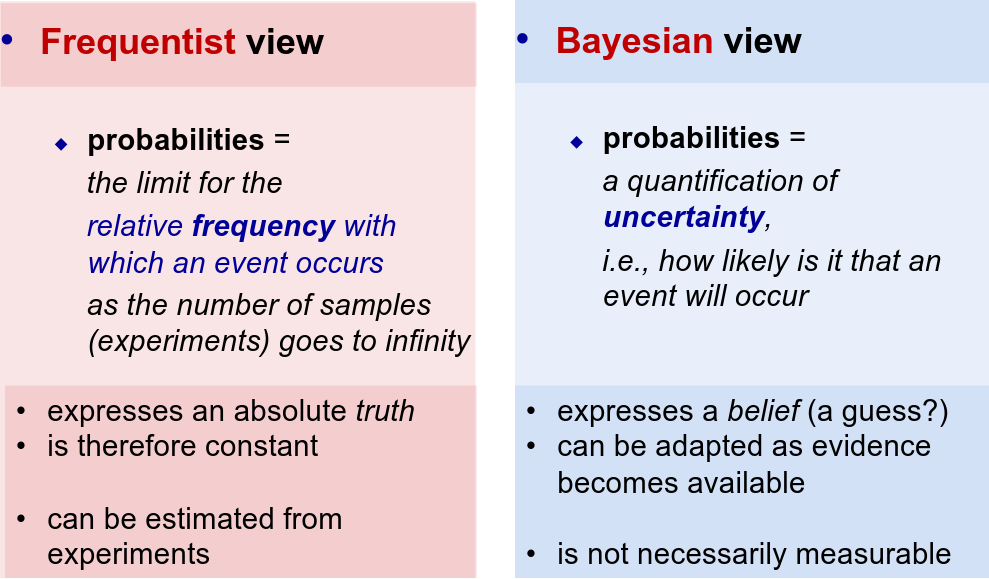 • Frequentist view
◆ probabilities =
the limit for the
relative frequency with
which an event occurs
as the number of samples
(experiments) goes to infinity
• expresses an absolute truth
• is therefore constant
• can be estimated from
experiments
• Bayesian view
◆ probabilities =
a quantification of
uncertainty,
i.e., how likely is it that an
event will occur
• expresses a belief (a guess?)
• can be adapted as evidence
becomes available
• is not necessarily measurable